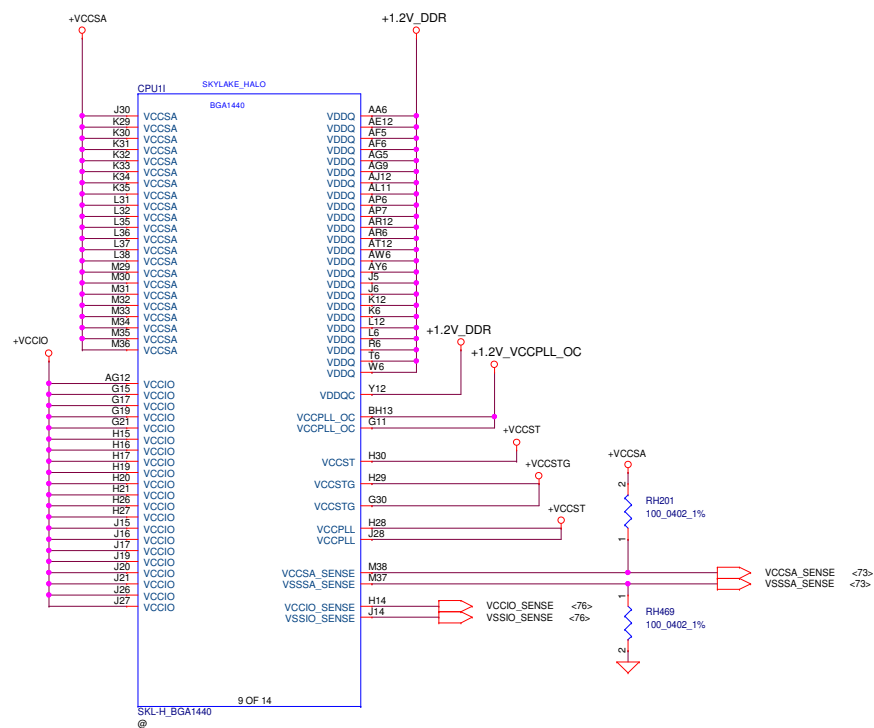 +VCCSA
+1.2V_DDR
CPU1I
SKYLAKE_HALO
BGA1440
J30 VCCSA VDDQ AA6
K29 VCCSA VDDQ AE12
K30 VCCSA VDDQ AF5
K31 VCCSA VDDQ AF6
K32 VCCSA VDDQ AG5
K33 VCCSA VDDQ AG9
K34 VCCSA VDDQ AJ12
K35 VCCSA VDDQ AL11
L31 VCCSA VDDQ AP6
L32 VCCSA VDDQ AP7
L35 VCCSA VDDQ AR12
L36 VCCSA VDDQ AR6
L37 VCCSA VDDQ AT12
L38 VCCSA VDDQ AW6
M29 VCCSA VDDQ AY6
M30 VCCSA VDDQ J5
M31 VCCSA VDDQ J6
M32 VCCSA VDDQ K12
M33 VCCSA VDDQ K6
M34 VCCSA VDDQ L12
M35 VCCSA VDDQ L6
M36 VCCSA VDDQ R6
VDDQ T6
VDDQ W6
+VCCIO
+1.2V_DDR
+1.2V_VCCPLL_OC
AG12 VCCIO
G15 VCCIO VDDQC Y12
G17 VCCIO
G19 VCCIO VCCPLL_OC BH13
G21 VCCIO VCCPLL_OC G11
H15 VCCIO
H16 VCCIO
+VCCST
H17 VCCIO VCCST H30
H19 VCCIO
+VCCSTG
+VCCSA
H20 VCCIO VCCSTG H29
H21 VCCIO
H26 VCCIO VCCSTG G30
H27 VCCIO
+VCCST
J15 VCCIO VCCPLL H28
J16 VCCIO VCCPLL J28
J17 VCCIO
J19 VCCIO
2
RH201
100_0402_1%
1
J20 VCCIO VCCSA_SENSE M38 VCCSA_SENSE <73>
J21 VCCIO VSSSA_SENSE M37 VSSSA_SENSE <73>
J26 VCCIO
J27 VCCIO VCCIO_SENSE H14 VCCIO_SENSE <76>
VSSIO_SENSE J14 VSSIO_SENSE <76>
1
RH469
100_0402_1%
2
9 OF 14
SKL-H_BGA1440
@